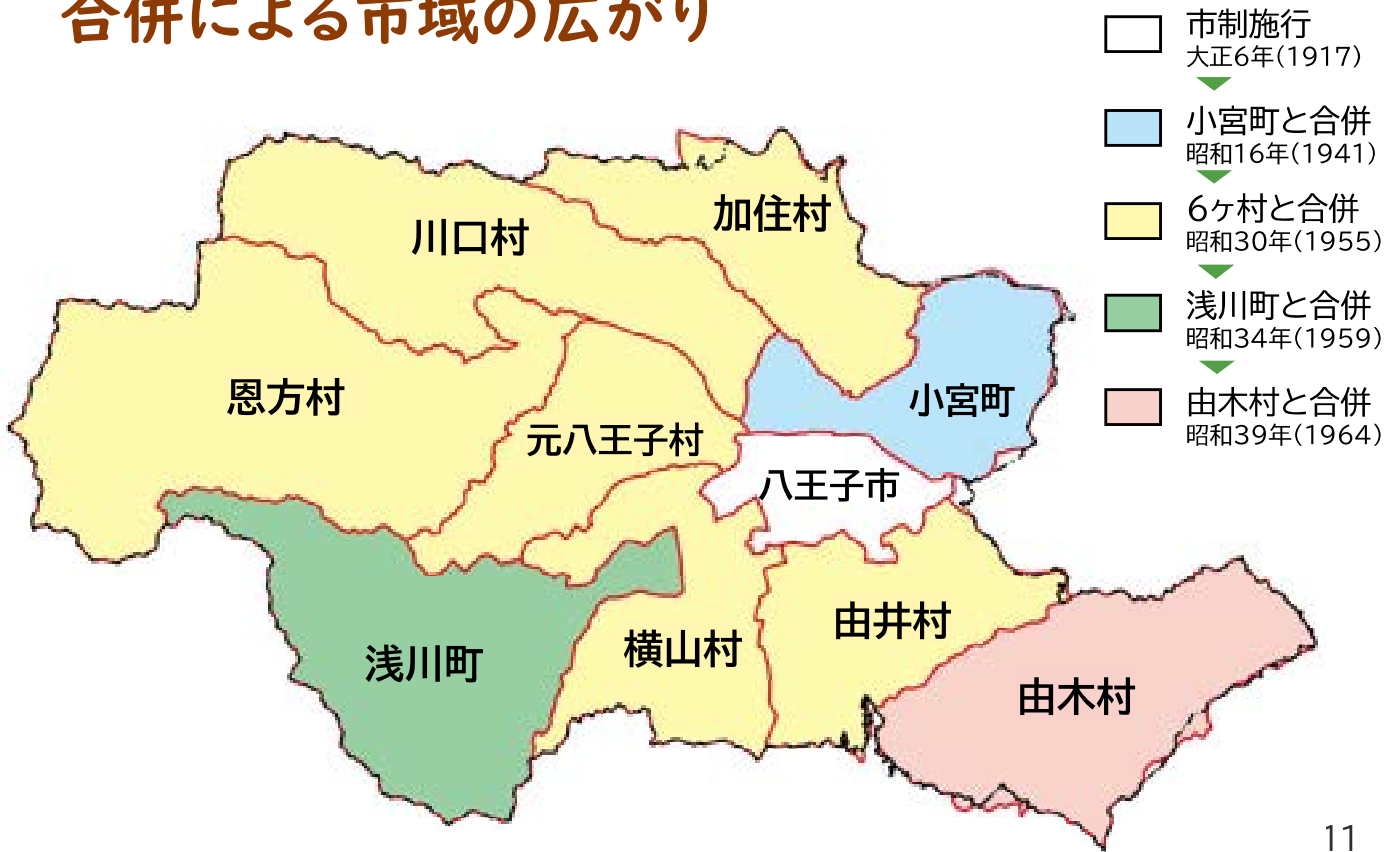 合併による市域の広がり
市制施行
大正6年(1917)
小宮町と合併
昭和16年(1941)
6ヶ村と合併
昭和30年(1955)
浅川町と合併
昭和34年(1959)
由木村と合併
昭和39年(1964)
加住村
川口村
恩方村
小宮町
元八王子村
八王子市
由井村
横山村
浅川町
由木村
11